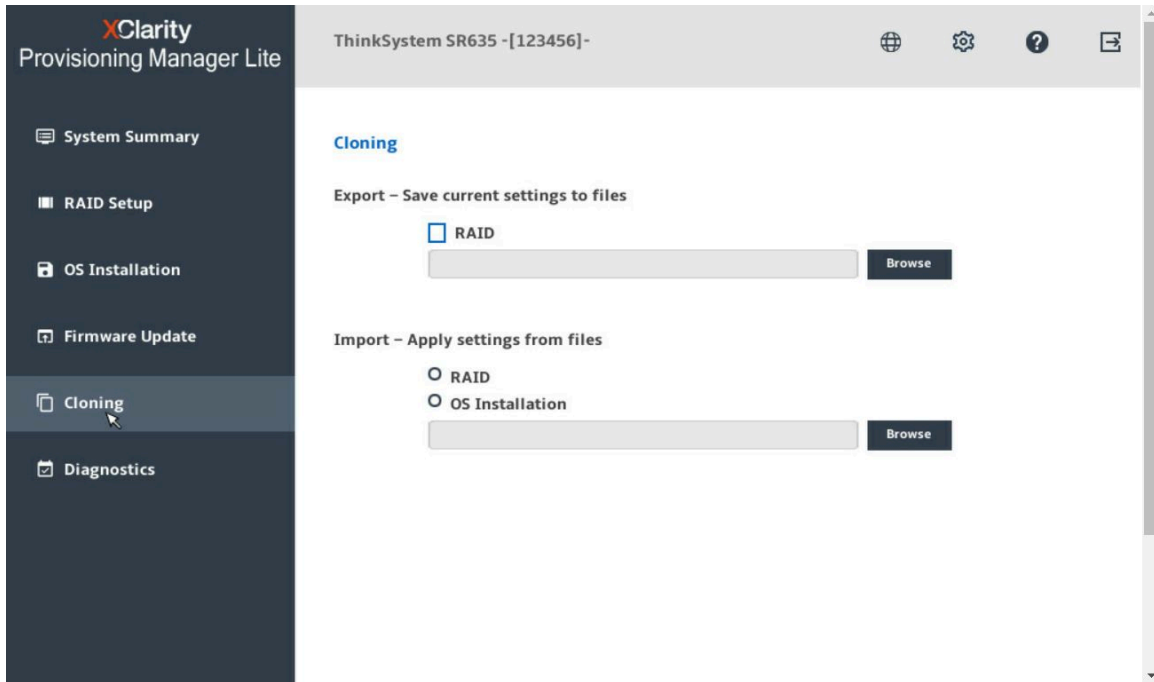 XClarity
Provisioning Manager Lite
ThinkSystem SR635 -[123456]-
System Summary
RAID Setup
OS Installation
Firmware Update
Cloning
Diagnostics
Cloning
Export – Save current settings to files
RAID
Browse
Import – Apply settings from files
RAID
OS Installation
Browse